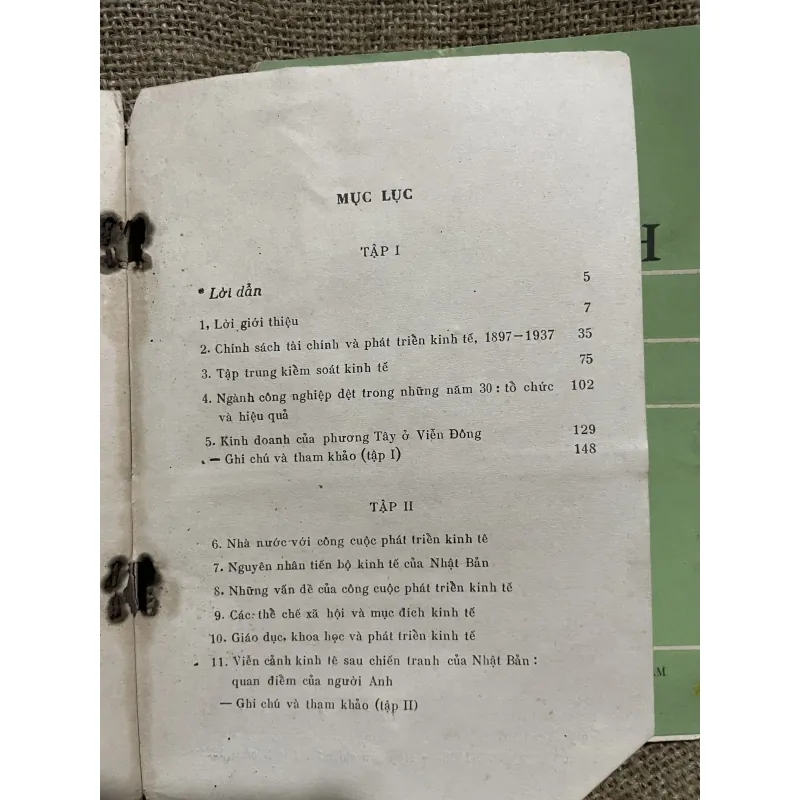 MỤC LỤC
TẬP I
* Lời dẫn 5
1, Lời giới thiệu 7
2. Chính sách tài chính và phát triển kinh tế, 1897—1937 35
3. Tập trung kiểm soát kinh tế 75
4. Ngành công nghiệp dệt trong những năm 30 : tổ chức 102
và hiệu quả
5. Kinh doanh của phương Tây ở Viễn Đông 129
— Ghi chú và tham khảo (tập I) 148
TẬP II
6. Nhà nước với công cuộc phát triển kinh tê
7. Nguyên nhân tiến bộ kinh tế của Nhật Bản
8. Những vấn đề của công cuộc phát triển kinh tế
9. Các thể chế xã hội và mục đích kinh tế
10. Giáo dục, khoa học và phát triển kinh tế
11. Viễn cảnh kinh tê sau chiến tranh của Nhật Bản :
quan điểm của người Anh
— Ghi chú và tham khảo (tập II)
H
AM